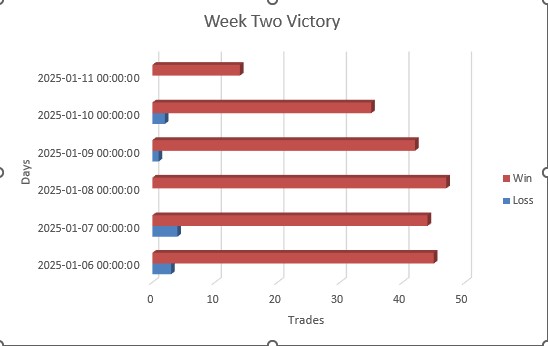 Week Two Victory
2025-01-11 00:00:00
2025-01-10 00:00:00
2025-01-09 00:00:00
2025-01-08 00:00:00
2025-01-07 00:00:00
2025-01-06 00:00:00
Days
Win
Loss
0 10 20 30 40 50
Trades